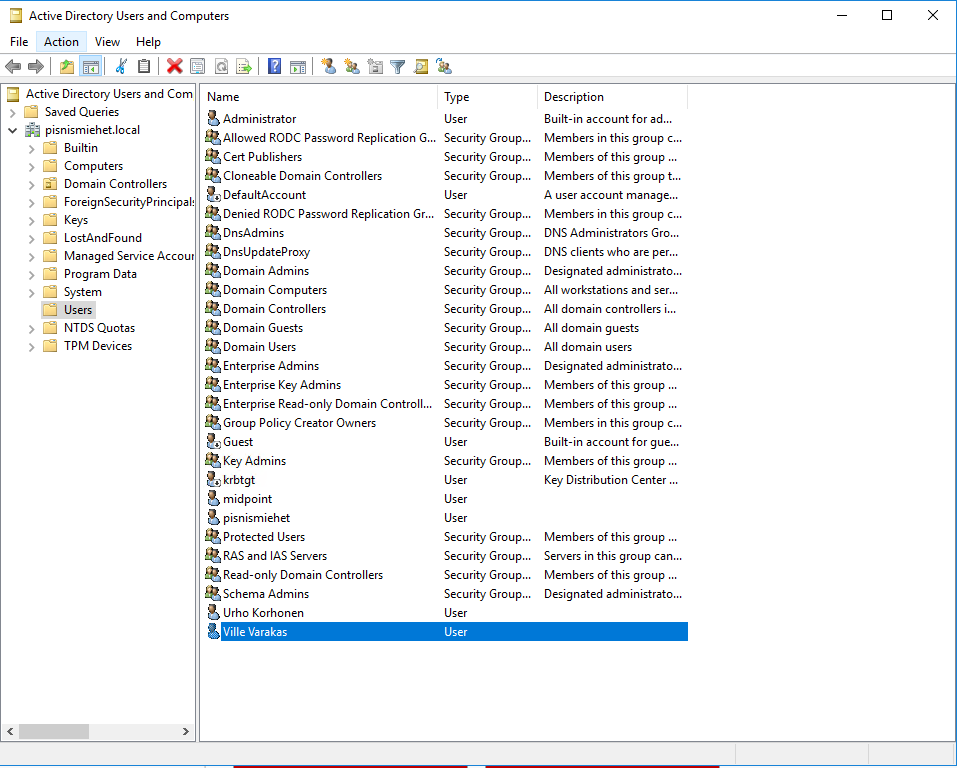 Active Directory Users and Computers
File Action View Help
Active Directory Users and Com
Saved Queries
pisnismiehet.local
Builtin
Computers
Domain Controllers
ForeignSecurityPrincipals
Keys
LostAndFound
Managed Service Accour
Program Data
System
Users
NTDS Quotas
TPM Devices
Name Type Description
Administrator User Built-in account for ad...
Allowed RODC Password Replication G... Security Group... Members in this group c...
Cert Publishers Security Group... Members of this group ...
Cloneable Domain Controllers Security Group... Members of this group t...
DefaultAccount User A user account manage...
Denied RODC Password Replication Gr... Security Group... Members in this group c...
DnsAdmins Security Group... DNS Administrators Gro...
DnsUpdateProxy Security Group... DNS clients who are per...
Domain Admins Security Group... Designated administrato...
Domain Computers Security Group... All workstations and ser...
Domain Controllers Security Group... All domain controllers i...
Domain Guests Security Group... All domain guests
Domain Users Security Group... All domain users
Enterprise Admins Security Group... Designated administrato...
Enterprise Key Admins Security Group... Members of this group ...
Enterprise Read-only Domain Controll... Security Group... Members of this group ...
Group Policy Creator Owners Security Group... Members in this group c...
Guest User Built-in account for gue...
Key Admins Security Group... Members of this group ...
krbtgt User Key Distribution Center ...
midpoint User
pisnismiehet User
Protected Users Security Group... Members of this group ...
RAS and IAS Servers Security Group... Servers in this group can...
Read-only Domain Controllers Security Group... Members of this group ...
Schema Admins Security Group... Designated administrato...
Urho Korhonen User
Ville Varakas User